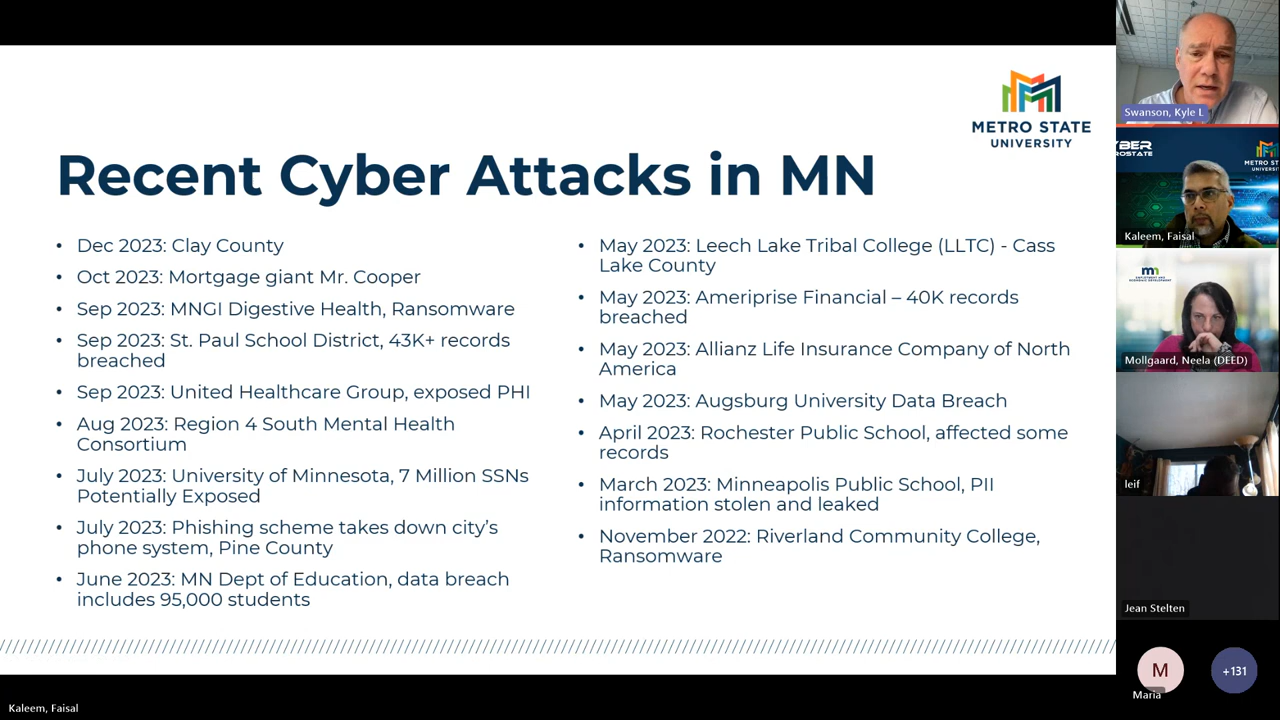 METRO STATE
UNIVERSITY
Recent Cyber Attacks in MN
• Dec 2023: Clay County
• Oct 2023: Mortgage giant Mr. Cooper
• Sep 2023: MNGI Digestive Health, Ransomware
• Sep 2023: St. Paul School District, 43K+ records
breached
• Sep 2023: United Healthcare Group, exposed PHI
• Aug 2023: Region 4 South Mental Health
Consortium
• July 2023: University of Minnesota, 7 Million SSNs
Potentially Exposed
• July 2023: Phishing scheme takes down city’s
phone system, Pine County
• June 2023: MN Dept of Education, data breach
includes 95,000 students
• May 2023: Leech Lake Tribal College (LLTC) - Cass
Lake County
• May 2023: Ameriprise Financial – 40K records
breached
• May 2023: Allianz Life Insurance Company of North
America
• May 2023: Augsburg University Data Breach
• April 2023: Rochester Public School, affected some
records
• March 2023: Minneapolis Public School, PII
information stolen and leaked
• November 2022: Riverland Community College,
Ransomware
Swanson, Kyle L
Kaleem, Faisal
Mollgaard, Neela (DEED)
leif
Jean Stelten
M
Maria
+131
Kaleem, Faisal